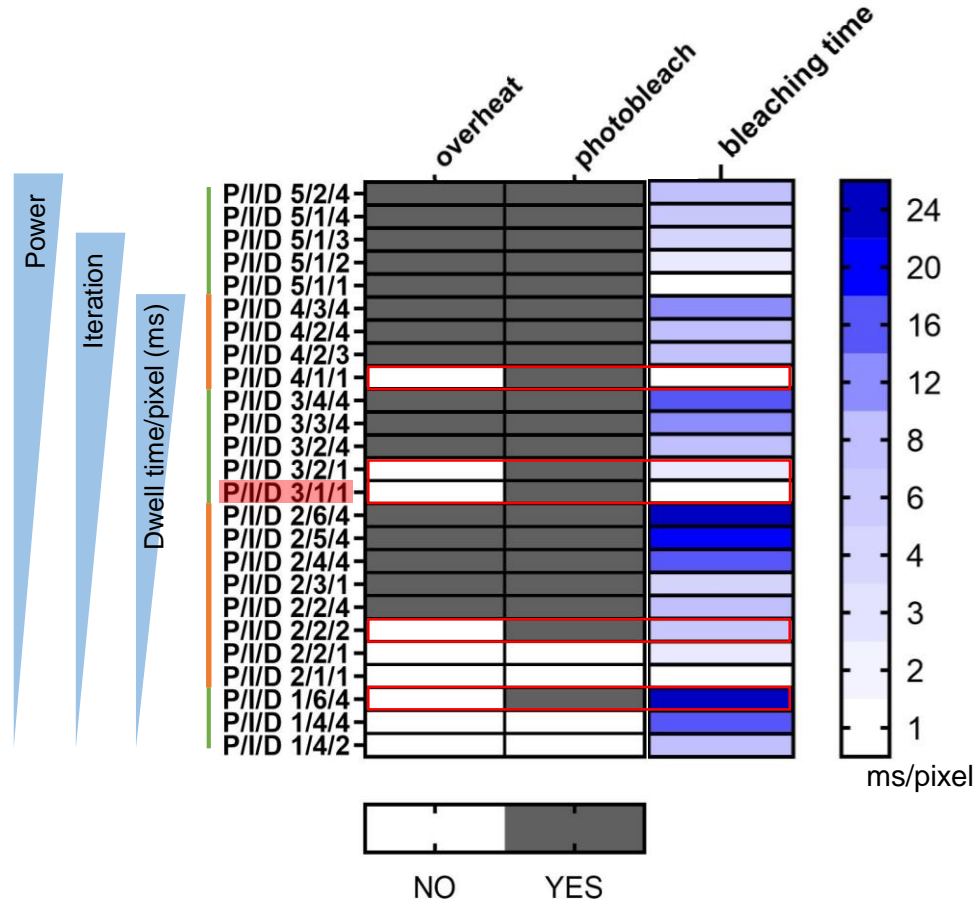 overheat
photobleach
bleaching time
Power
Iteration
Dwell time/pixel (ms)
P/I/D 5/2/4
P/I/D 5/1/4
P/I/D 5/1/3
P/I/D 5/1/2
P/I/D 5/1/1
P/I/D 4/3/4
P/I/D 4/2/4
P/I/D 4/2/3
P/I/D 4/1/1
P/I/D 3/4/4
P/I/D 3/3/4
P/I/D 3/2/4
P/I/D 3/2/1
P/I/D 3/1/1
P/I/D 2/6/4
P/I/D 2/5/4
P/I/D 2/4/4
P/I/D 2/3/1
P/I/D 2/2/4
P/I/D 2/2/2
P/I/D 2/2/1
P/I/D 2/1/1
P/I/D 1/6/4
P/I/D 1/4/4
P/I/D 1/4/2
24
20
16
12
8
6
4
3
2
1
ms/pixel
NO YES